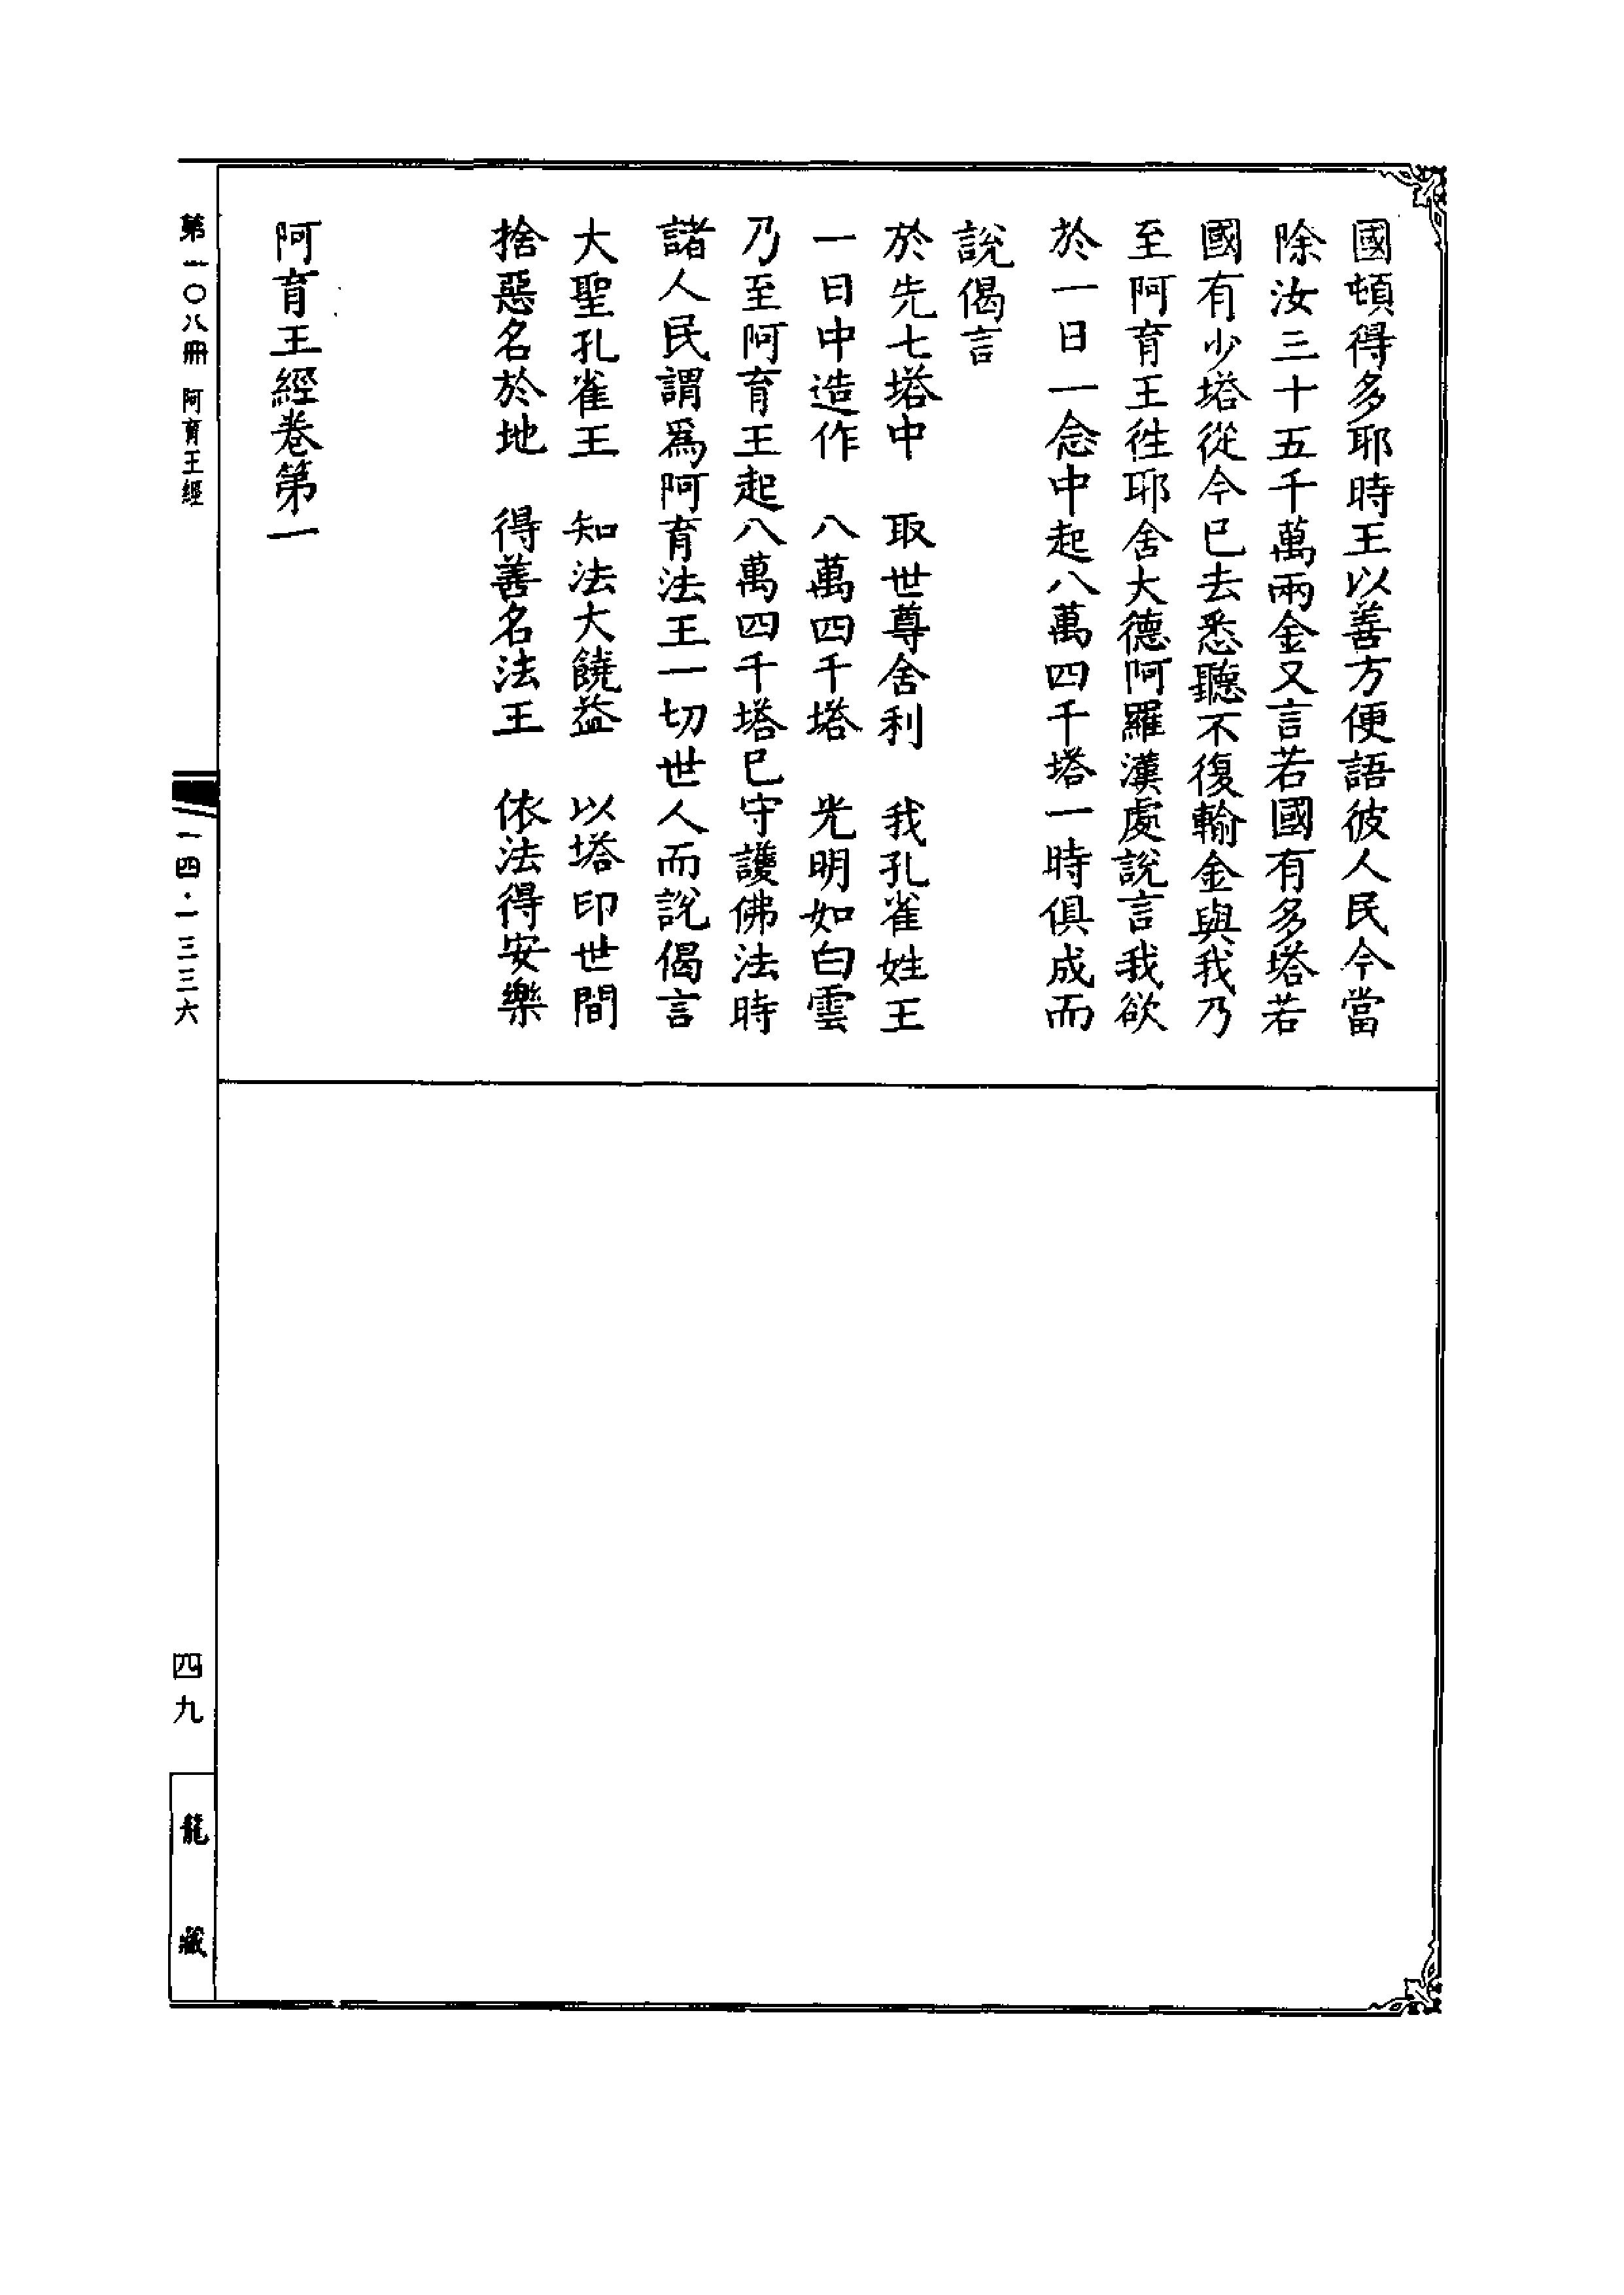 國頓得多耶時王以善方便語彼人民今當
除汝三十五千萬兩金又言若國有多塔若
國有少塔從今已去悉聽不復輸金與我乃
至阿育王徃耶舍大德阿羅漢處說言我欲
於一日一念中起八萬四千塔一時俱成而
說偈言
於先七塔中　取世尊舍利　我孔雀姓王
一日中造作　八萬四千塔　光明如白雲
乃至阿育王起八萬四千塔已守護佛法時
諸人民謂爲阿育法王一切世人而說偈言
大聖孔雀王　知法大饒益　以塔印世間
捨惡名於地　得善名法王　依法得安樂
阿育王經卷第一
第一〇八冊 阿育王經
一四·一三三六
四九
龍藏